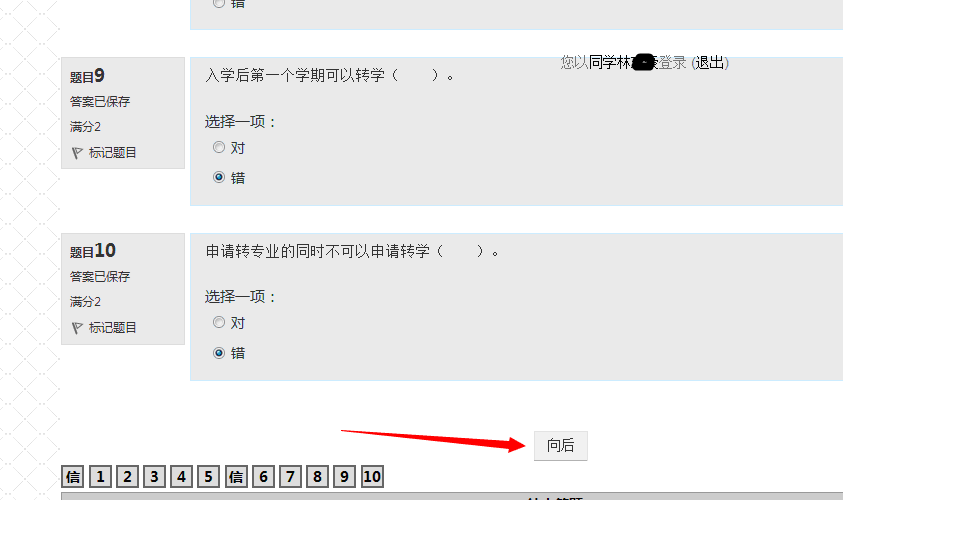 错
您以同学林 登录 (退出)
题目9
答案已保存
满分2
标记题目
入学后第一个学期可以转学（　　）。
选择一项：
对
错
题目10
答案已保存
满分2
标记题目
申请转专业的同时不可以申请转学（　　）。
选择一项：
对
错
向后
信 1 2 3 4 5 信 6 7 8 9 10